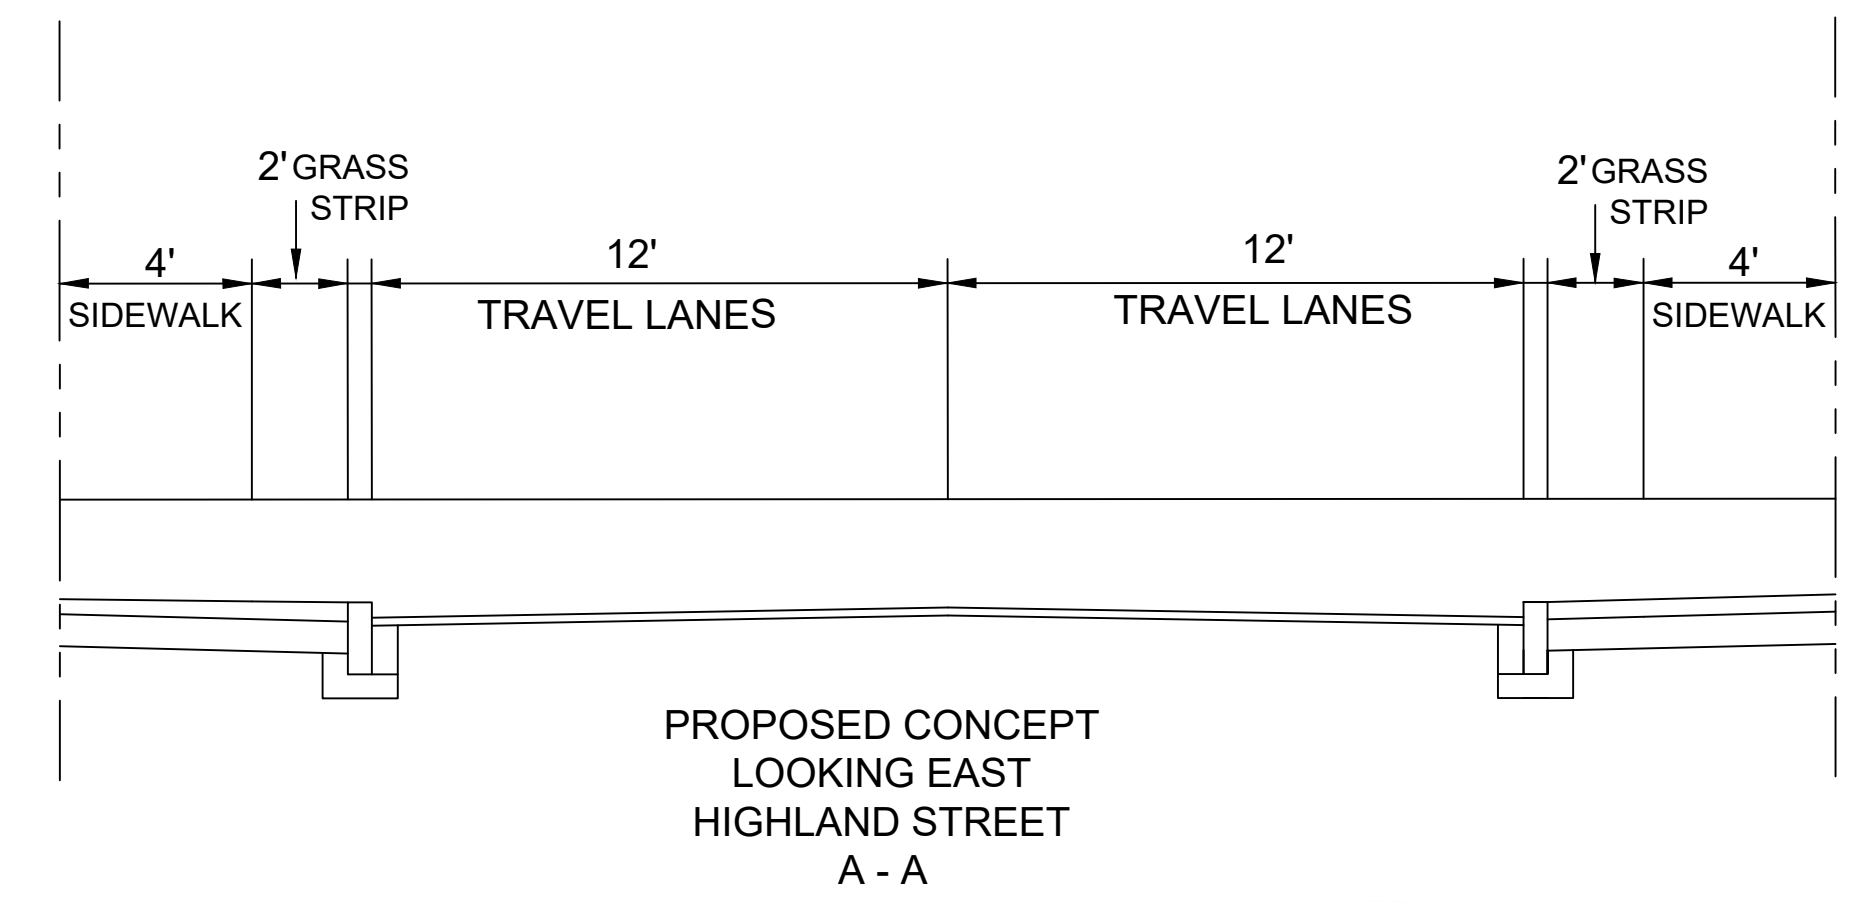 2' GRASS
STRIP
2' GRASS
STRIP
4'
12'
12'
4'
SIDEWALK
TRAVEL LANES
TRAVEL LANES
SIDEWALK
PROPOSED CONCEPT
LOOKING EAST
HIGHLAND STREET
A - A